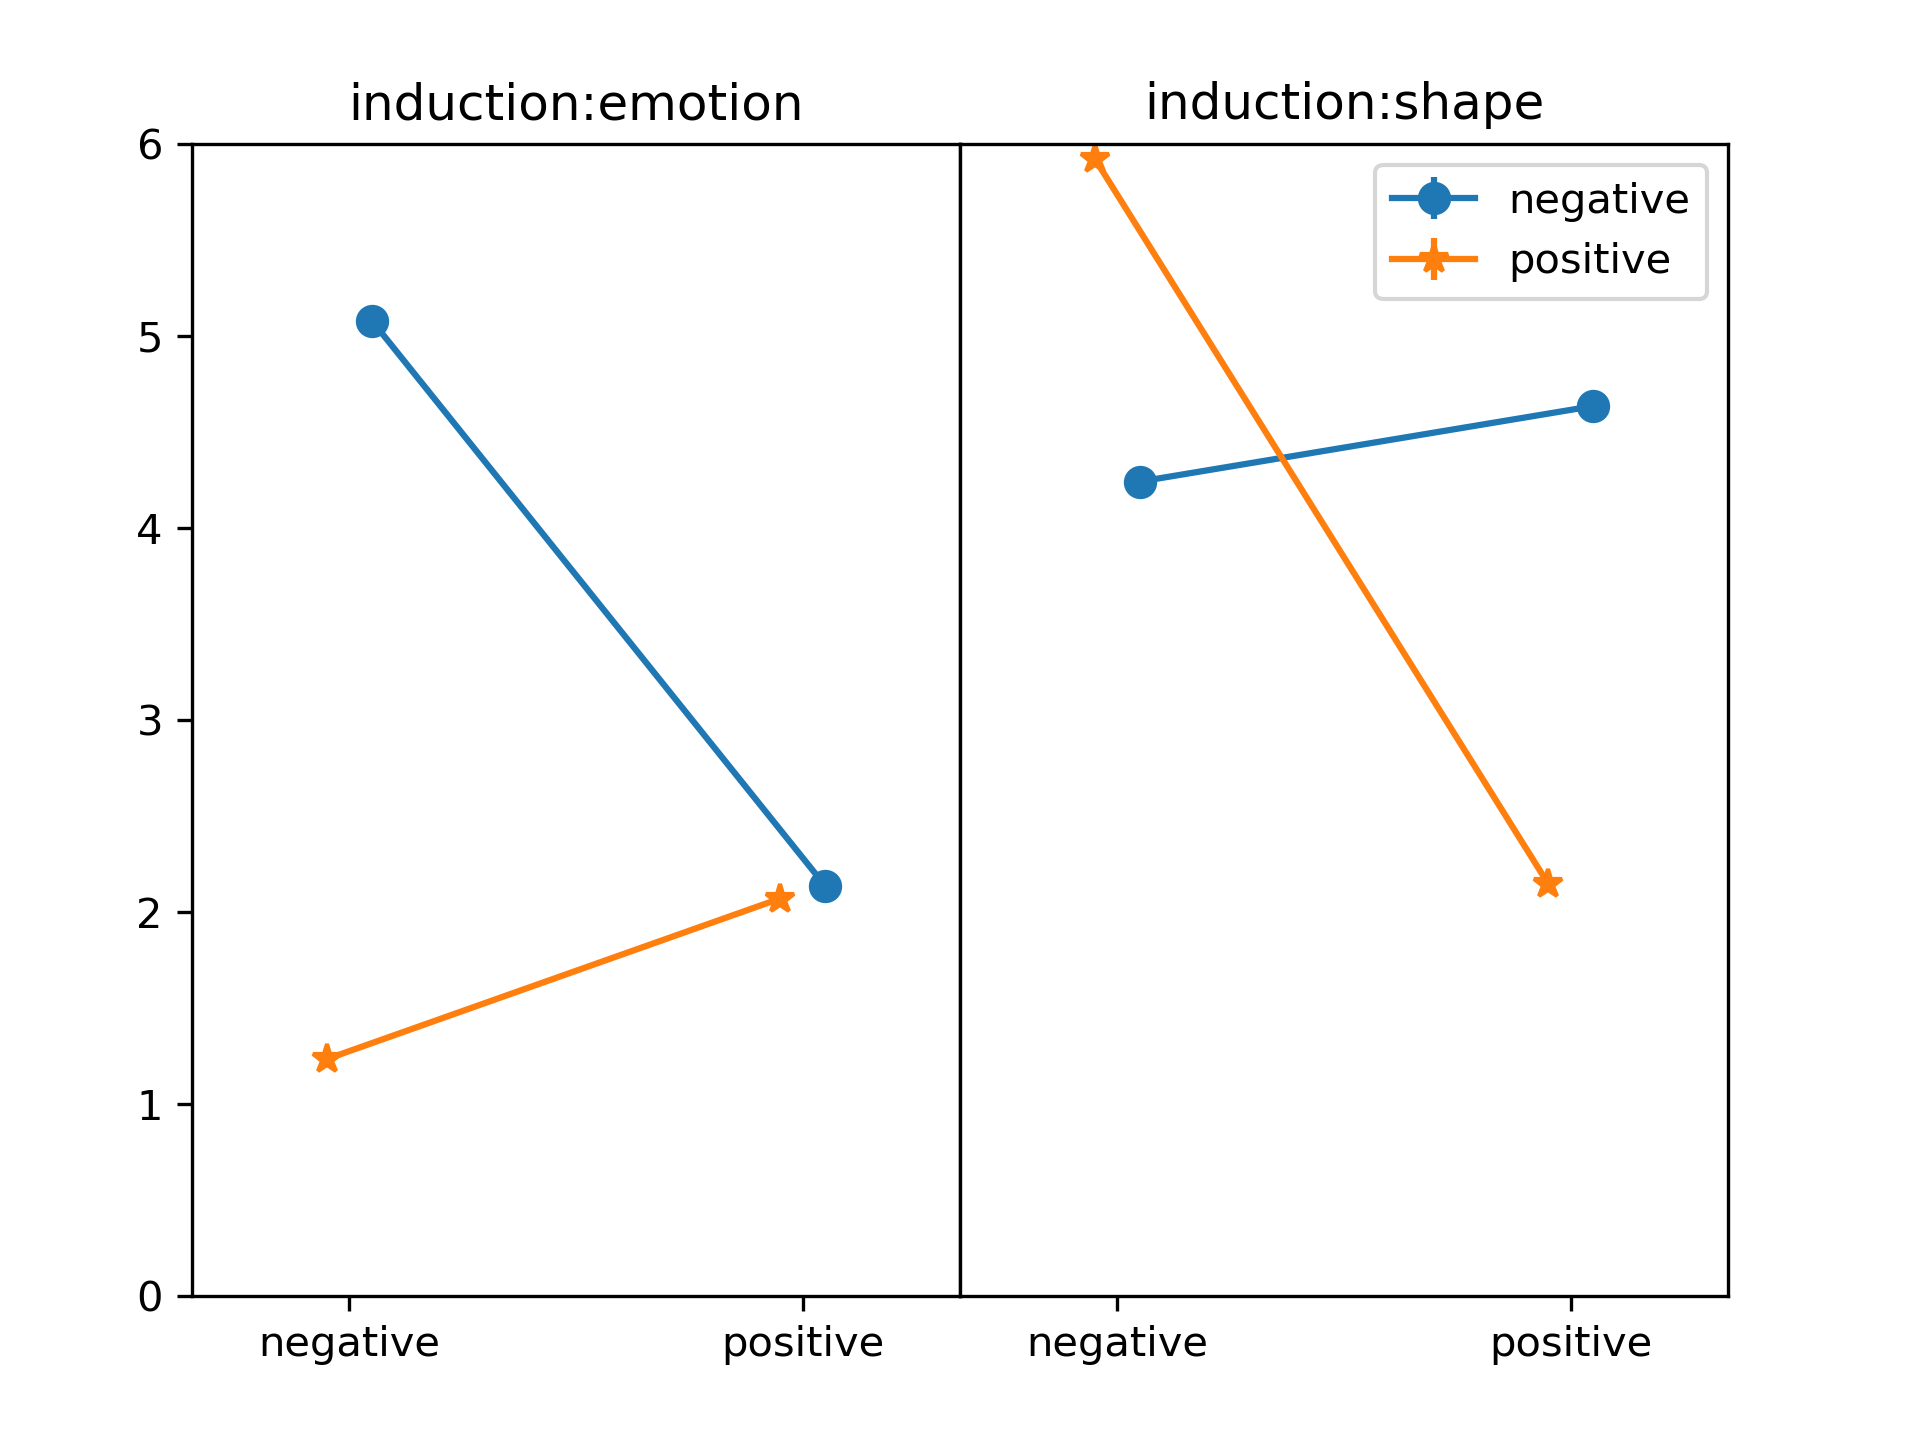 induction:emotion
induction:shape
6
5
4
3
2
1
0
negative
positive
negative
positive
negative
positive